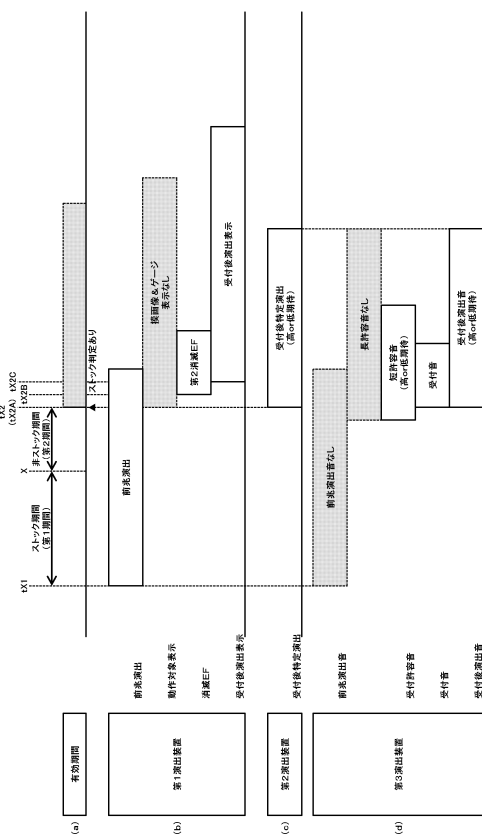 tX1
X
tX2
(tX2A)
tX2B
tX2C
ストック期間
(第1期間)
非ストック期間
(第2期間)
ストック判定あり
(a)
有効期間
(b)
第1演出装置
前兆演出
前兆演出
動作対象表示
模画像&ゲージ
表示なし
消滅EF
第2消滅EF
受付後演出表示
受付後演出表示
(c)
第2演出装置
受付後特定演出
受付後特定演出
(高or低期待)
(d)
第3演出装置
前兆演出音
前兆演出音なし
長許容音なし
受付許容音
短許容音
(高or低期待)
受付音
受付音
受付後演出音
受付後演出音
(高or低期待)